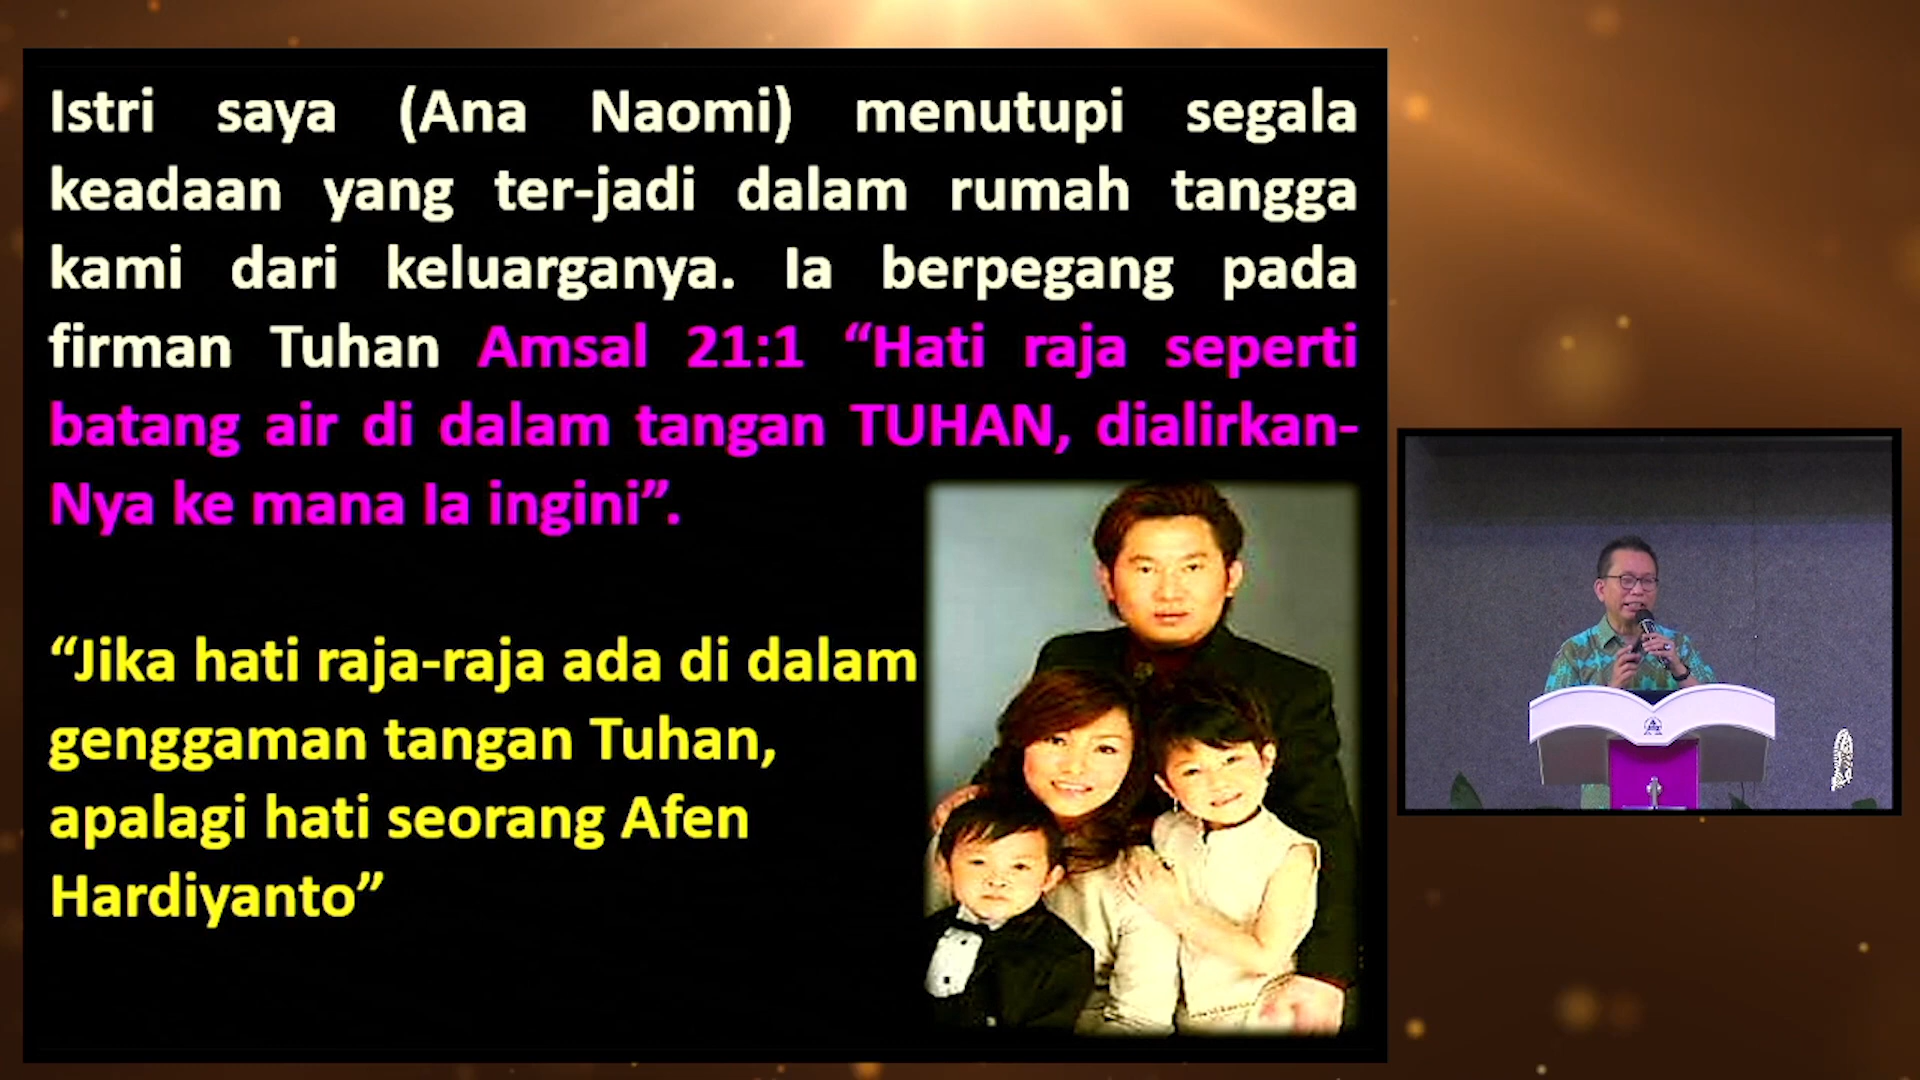 Istri saya (Ana Naomi) menutupi segala
keadaan yang ter-jadi dalam rumah tangga
kami dari keluarganya. Ia berpegang pada
firman Tuhan Amsal 21:1 “Hati raja seperti
batang air di dalam tangan TUHAN, dialirkan-
Nya ke mana Ia ingini”.
“Jika hati raja-raja ada di dalam
genggaman tangan Tuhan,
apalagi hati seorang Afen
Hardiyanto”